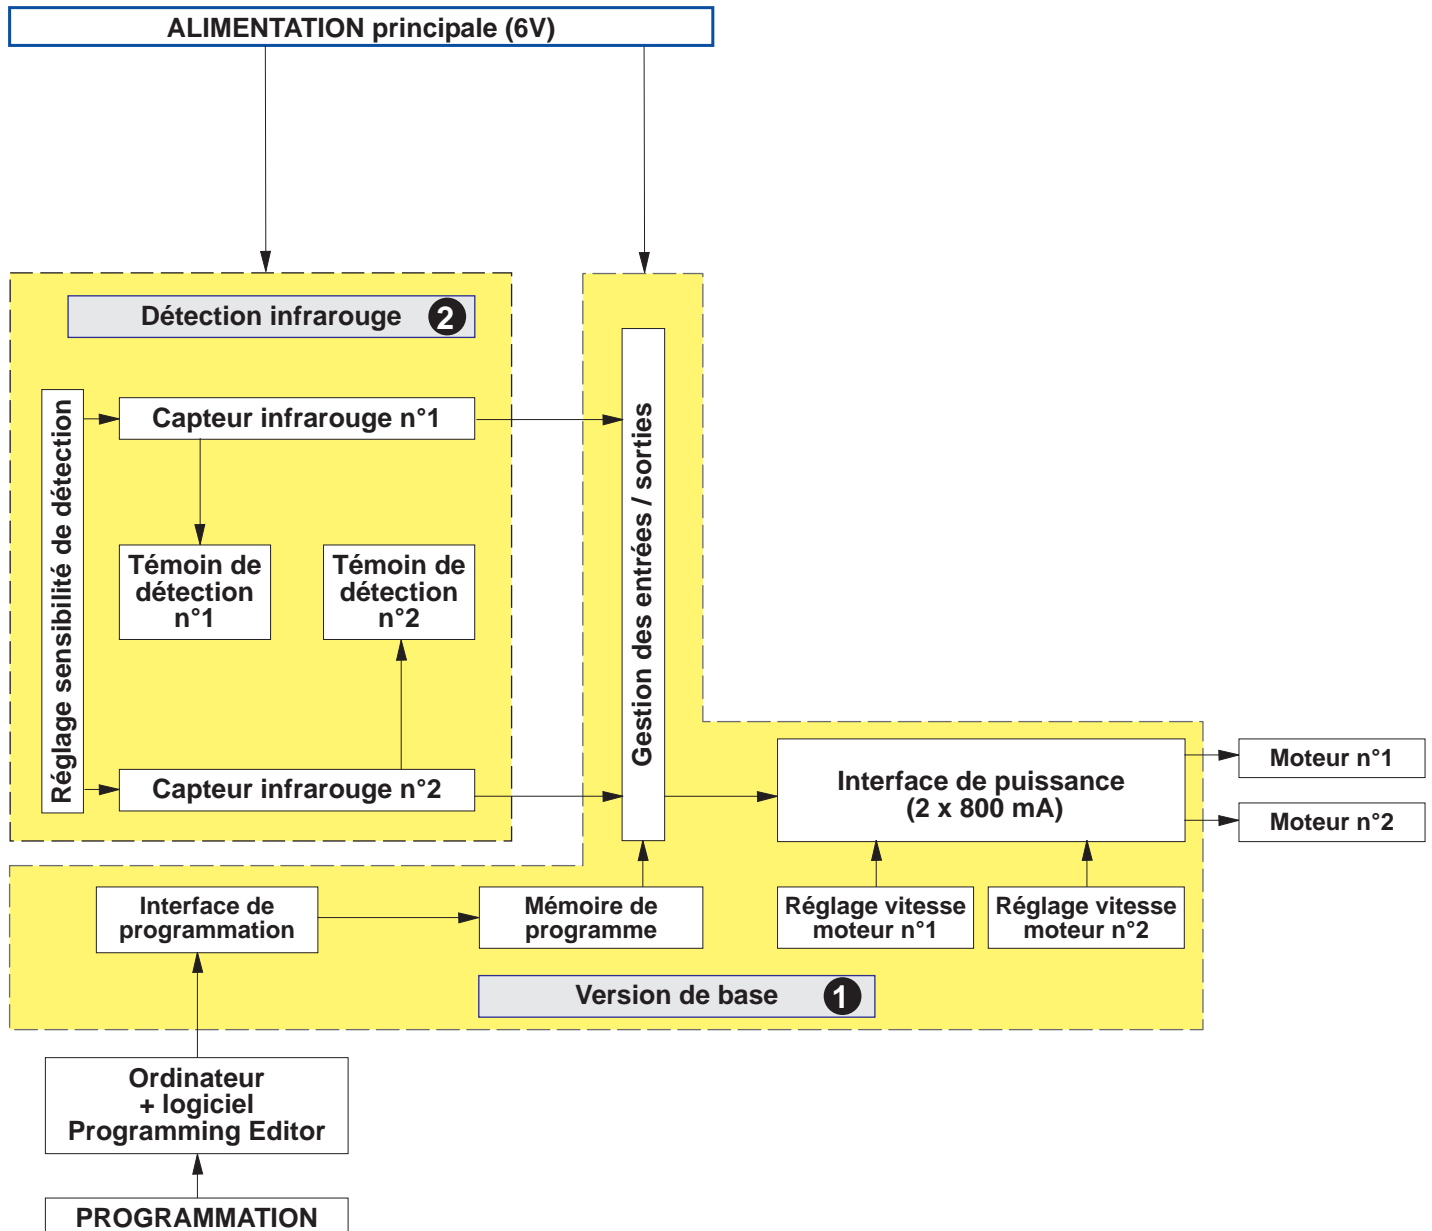 ALIMENTATION principale (6V)
Détection infrarouge 2
Réglage sensibilité de détection
Capteur infrarouge n°1
Témoin de
détection
n°1
Témoin de
détection
n°2
Capteur infrarouge n°2
Gestion des entrées / sorties
Interface de puissance
(2 x 800 mA)
Moteur n°1
Moteur n°2
Interface de
programmation
Mémoire de
programme
Réglage vitesse
moteur n°1
Réglage vitesse
moteur n°2
Version de base 1
Ordinateur
+ logiciel
Programming Editor
PROGRAMMATION